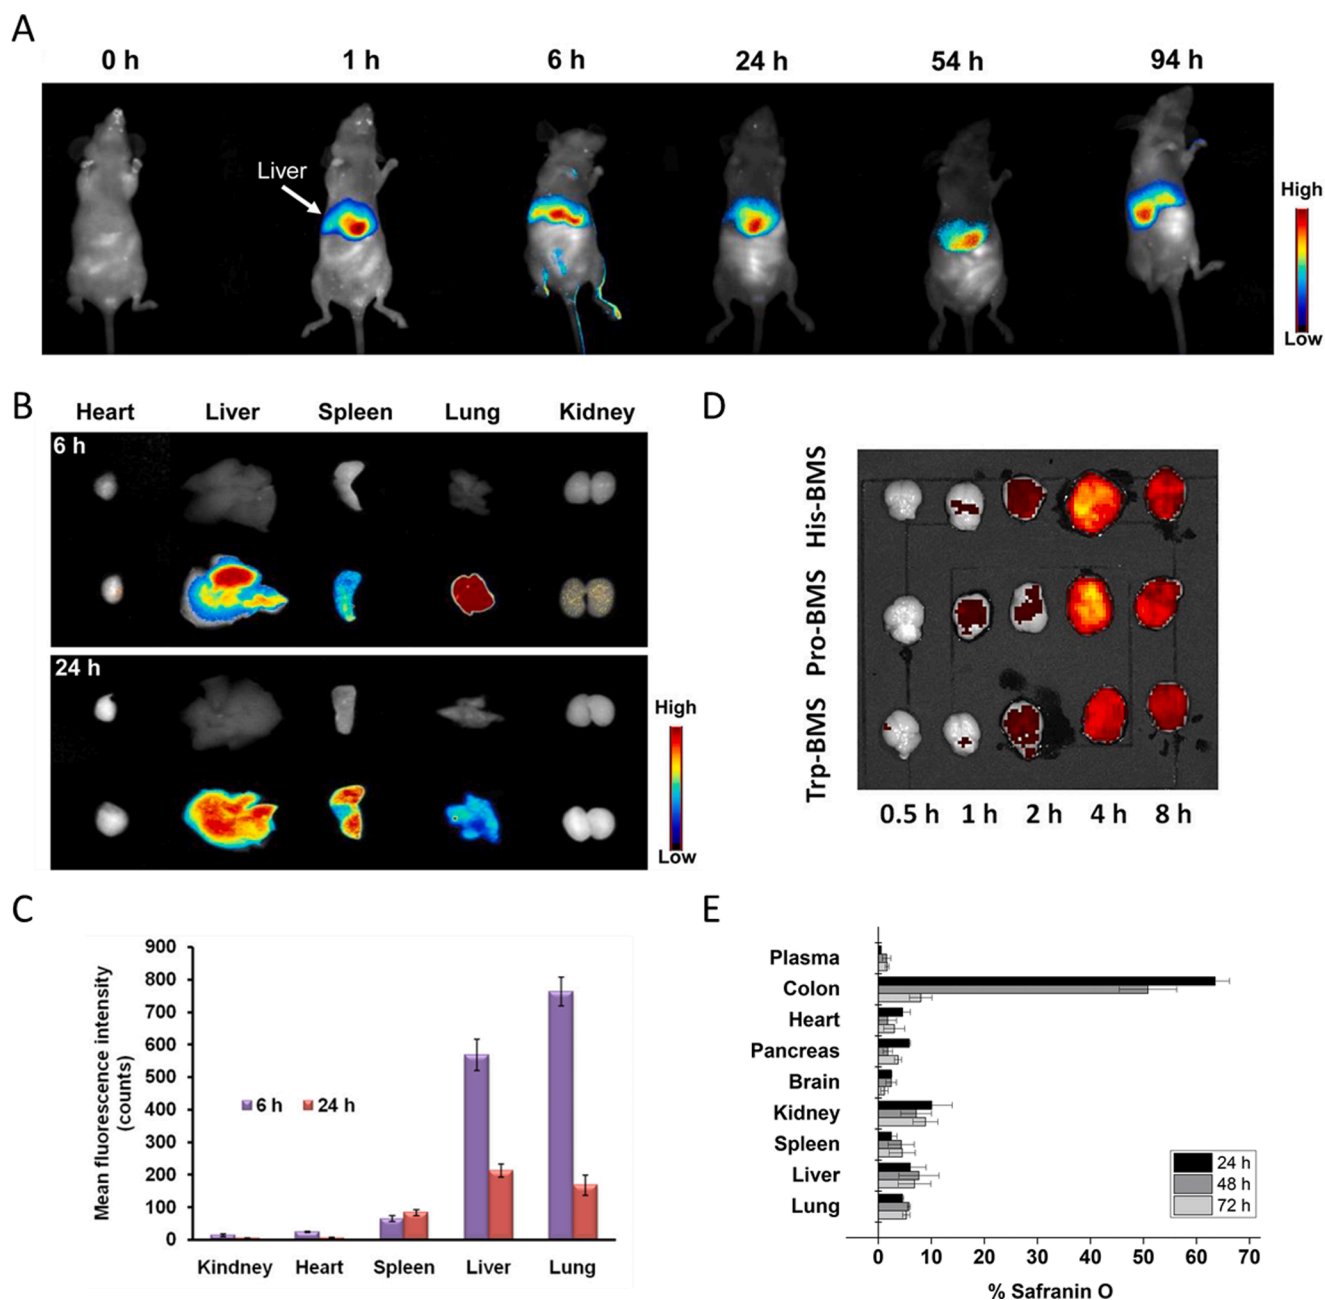 A
0 h 1 h 6 h 24 h 54 h 94 h
Liver
High
Low
B
Heart Liver Spleen Lung Kidney
6 h
24 h
High
Low
C
Mean fluorescence intensity
(counts)
900
800
700
600
500
400
300
200
100
0
6 h 24 h
Kindney Heart Spleen Liver Lung
D
His-BMS
Pro-BMS
Trp-BMS
0.5 h 1 h 2 h 4 h 8 h
E
Plasma
Colon
Heart
Pancreas
Brain
Kidney
Spleen
Liver
Lung
24 h
48 h
72 h
0 10 20 30 40 50 60 70
% Safranin O